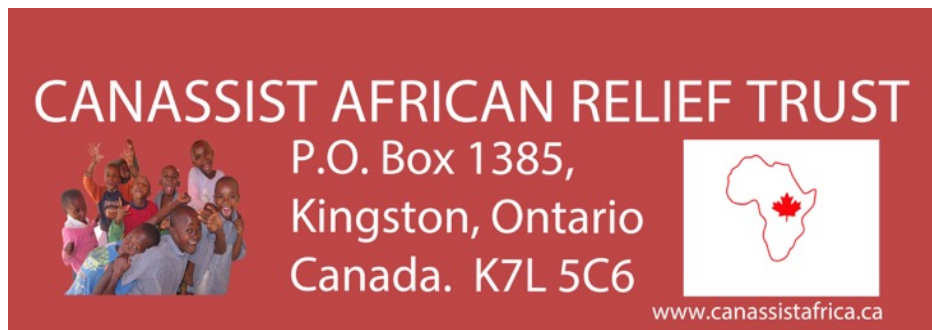 CANASSIST AFRICAN RELIEF TRUST
P.O. Box 1385,
Kingston, Ontario
Canada.  K7L 5C6
www.canassistafrica.ca